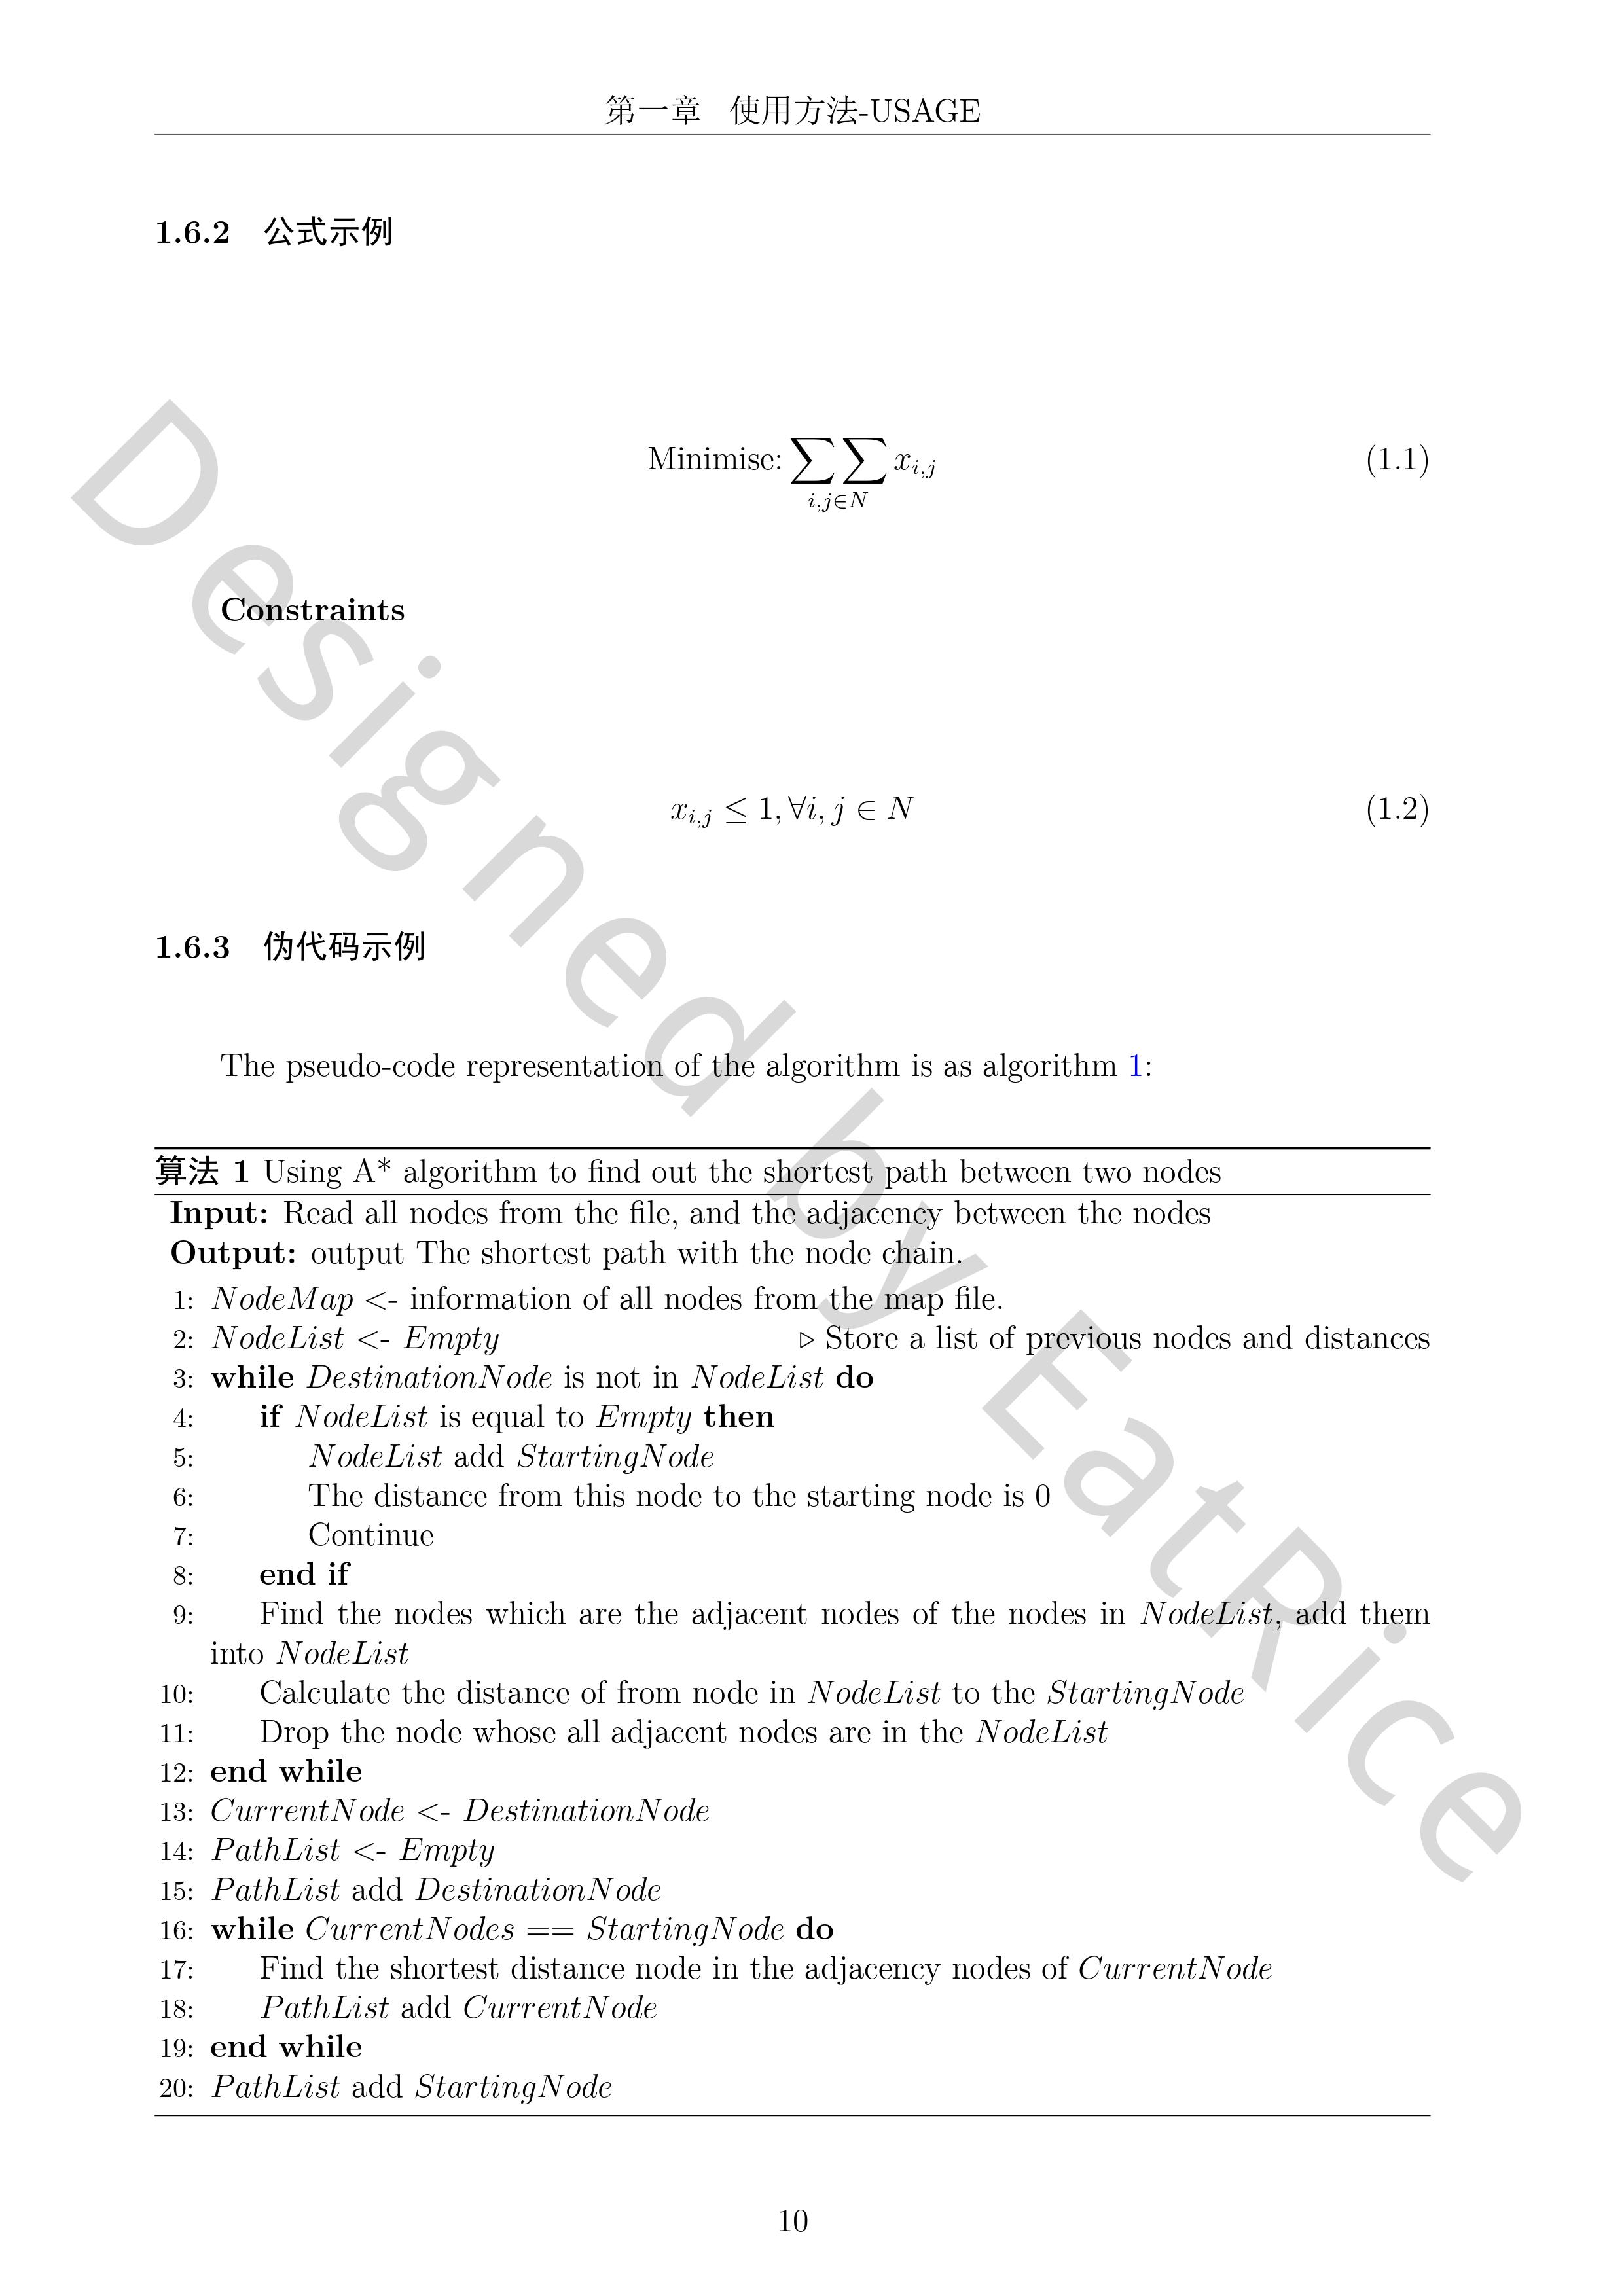 第一章 使用方法-USAGE
1.6.2 公式示例
Minimise: ∑∑ x_{i,j} (1.1)
i,j∈N
Constraints
x_{i,j} ≤ 1, ∀i, j ∈ N (1.2)
1.6.3 伪代码示例
The pseudo-code representation of the algorithm is as algorithm 1:
算法 1 Using A* algorithm to find out the shortest path between two nodes
Input: Read all nodes from the file, and the adjacency between the nodes
Output: output The shortest path with the node chain.
1: NodeMap <- information of all nodes from the map file.
2: NodeList <- Empty ▷ Store a list of previous nodes and distances
3: while DestinationNode is not in NodeList do
4: if NodeList is equal to Empty then
5: NodeList add StartingNode
6: The distance from this node to the starting node is 0
7: Continue
8: end if
9: Find the nodes which are the adjacent nodes of the nodes in NodeList, add them
into NodeList
10: Calculate the distance of from node in NodeList to the StartingNode
11: Drop the node whose all adjacent nodes are in the NodeList
12: end while
13: CurrentNode <- DestinationNode
14: PathList <- Empty
15: PathList add DestinationNode
16: while CurrentNodes == StartingNode do
17: Find the shortest distance node in the adjacency nodes of CurrentNode
18: PathList add CurrentNode
19: end while
20: PathList add StartingNode
10
Designed by EatRice